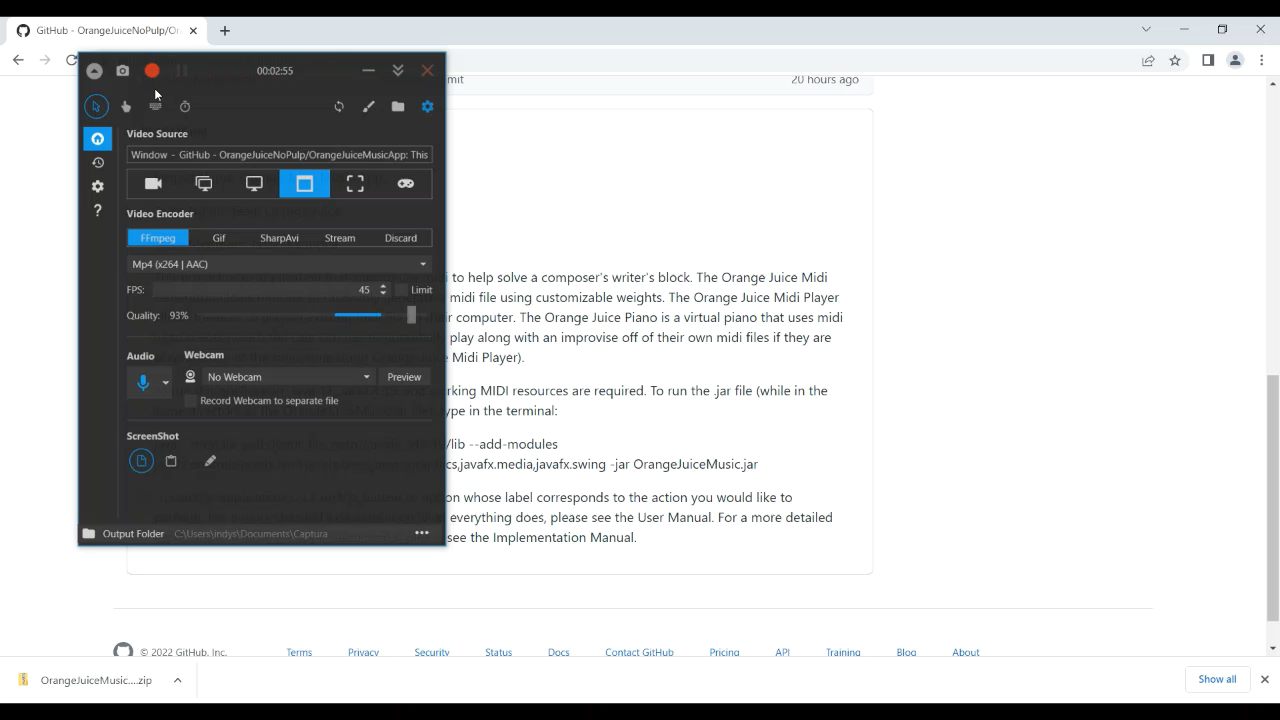 GitHub - OrangeJuiceNoPulp/Or
00:02:55
mit
20 hours ago
Video Source
Window - GitHub - OrangeJuiceNoPulp/OrangeJuiceMusicApp: This
Video Encoder
FFmpeg Gif SharpAvi Stream Discard
Mp4 (x264 | AAC)
FPS: 45 Limit
Quality: 93%
Audio Webcam
No Webcam Preview
Record Webcam to separate file
ScreenShot
Output Folder C:\Users\indys\Documents\Captura
to help solve a composer's writer's block. The Orange Juice Midi
midi file using customizable weights. The Orange Juice Midi Player
computer. The Orange Juice Piano is a virtual piano that uses midi
play along with an improvise off of their own midi files if they are
Midi Player).
rking MIDI resources are required. To run the .jar file (while in the
ype in the terminal:
/lib --add-modules
cs,javafx.media,javafx.swing -jar OrangeJuiceMusic.jar
on whose label corresponds to the action you would like to
everything does, please see the User Manual. For a more detailed
see the Implementation Manual.
© 2022 GitHub, Inc. Terms Privacy Security Status Docs Contact GitHub Pricing API Training Blog About
OrangeJuiceMusic....zip
Show all